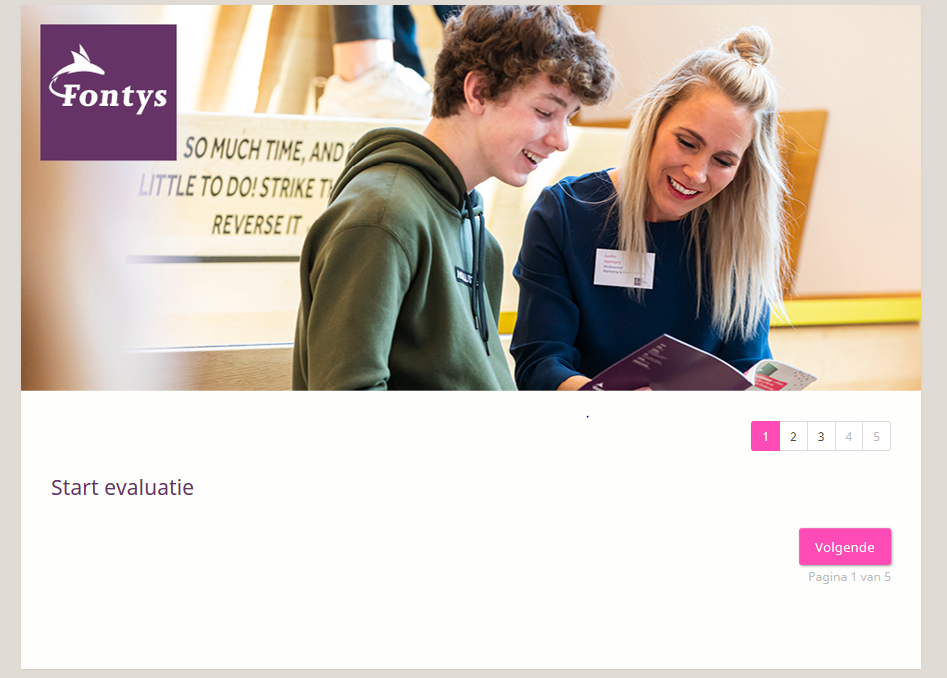 Fontys
SO MUCH TIME, AND
LITTLE TO DO! STRIKE
REVERSE IT
1 2 3 4 5
Start evaluatie
Volgende
Pagina 1 van 5